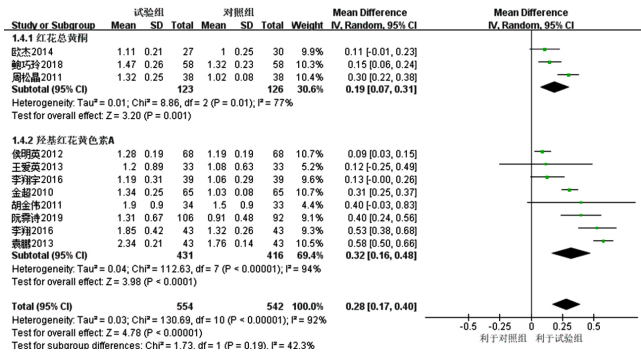 试验组 对照组 Mean Difference Mean Difference
Study or Subgroup Mean SD Total Mean SD Total Weight IV, Random, 95% CI IV, Random, 95% CI
1.4.1 红花总黄酮
欧杰2014 1.11 0.21 27 1 0.25 30 9.9% 0.11 [-0.01, 0.23]
鲍巧玲2018 1.47 0.26 58 1.32 0.23 58 10.4% 0.15 [0.06, 0.24]
周松晶2011 1.32 0.25 38 1.02 0.08 38 10.4% 0.30 [0.22, 0.38]
Subtotal (95% CI) 123 126 30.6% 0.19 [0.07, 0.31]
Heterogeneity: Tau² = 0.01; Chi² = 8.86, df = 2 (P = 0.01); I² = 77%
Test for overall effect: Z = 3.20 (P = 0.001)
1.4.2 羟基红花黄色素A
侯明英2012 1.28 0.19 68 1.19 0.19 68 10.7% 0.09 [0.03, 0.15]
王爱英2013 1.2 0.89 33 1.08 0.63 33 3.9% 0.12 [-0.25, 0.49]
李翔宇2016 1.19 0.31 39 1.06 0.29 39 9.7% 0.13 [-0.00, 0.26]
金超2010 1.34 0.25 65 1.03 0.08 65 10.6% 0.31 [0.25, 0.37]
胡金伟2011 1.9 0.9 34 1.5 0.9 33 3.4% 0.40 [-0.03, 0.83]
阮霁诗2019 1.31 0.67 106 0.91 0.48 92 9.2% 0.40 [0.24, 0.56]
李翔2016 1.85 0.42 43 1.32 0.26 43 9.4% 0.53 [0.38, 0.68]
袁鹏2013 2.34 0.21 43 1.76 0.14 43 10.5% 0.58 [0.50, 0.66]
Subtotal (95% CI) 431 416 69.4% 0.32 [0.16, 0.48]
Heterogeneity: Tau² = 0.04; Chi² = 112.63, df = 7 (P < 0.00001); I² = 94%
Test for overall effect: Z = 3.98 (P < 0.0001)
Total (95% CI) 554 542 100.0% 0.28 [0.17, 0.40]
Heterogeneity: Tau² = 0.03; Chi² = 130.69, df = 10 (P < 0.00001); I² = 92%
Test for overall effect: Z = 4.78 (P < 0.00001)
Test for subgroup differences: Chi² = 1.73, df = 1 (P = 0.19), I² = 42.3%
-0.5 -0.25 0 0.25 0.5
利于对照组 利于试验组